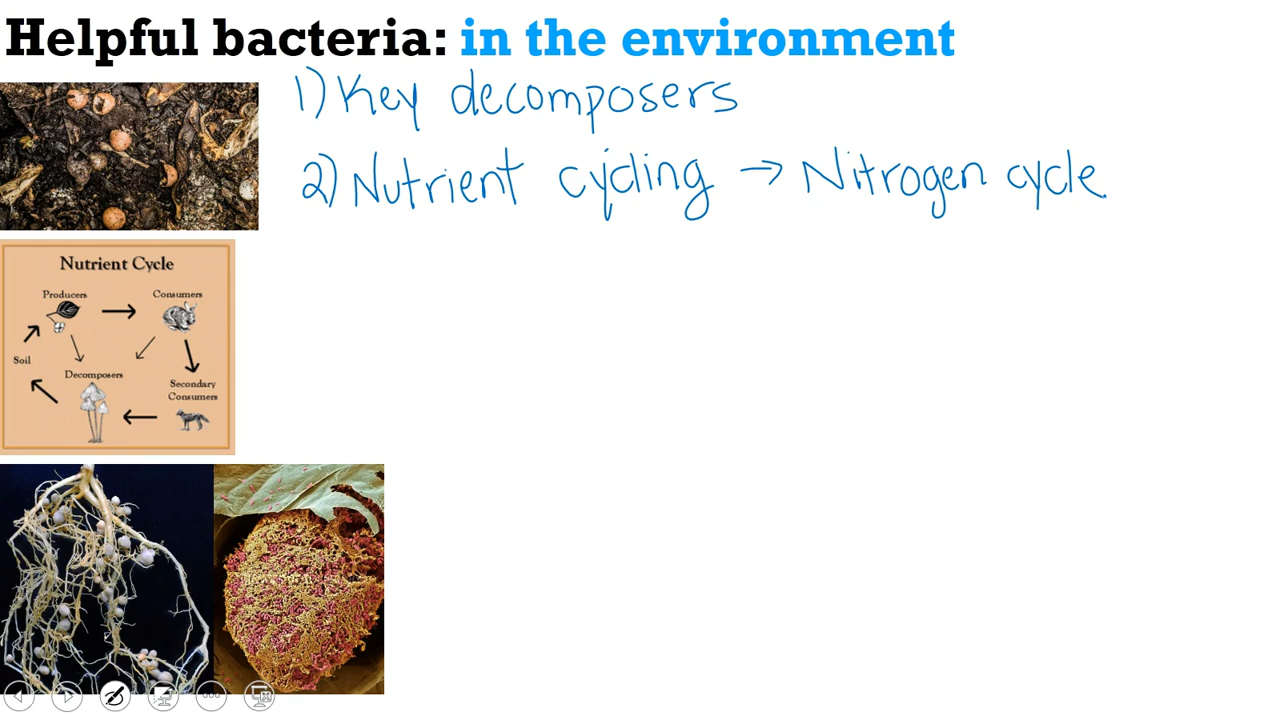 Helpful bacteria: in the environment
1) Key decomposers
2) Nutrient cycling → Nitrogen cycle
Nutrient Cycle
Producers
Consumers
Soil
Decomposers
Secondary
Consumers